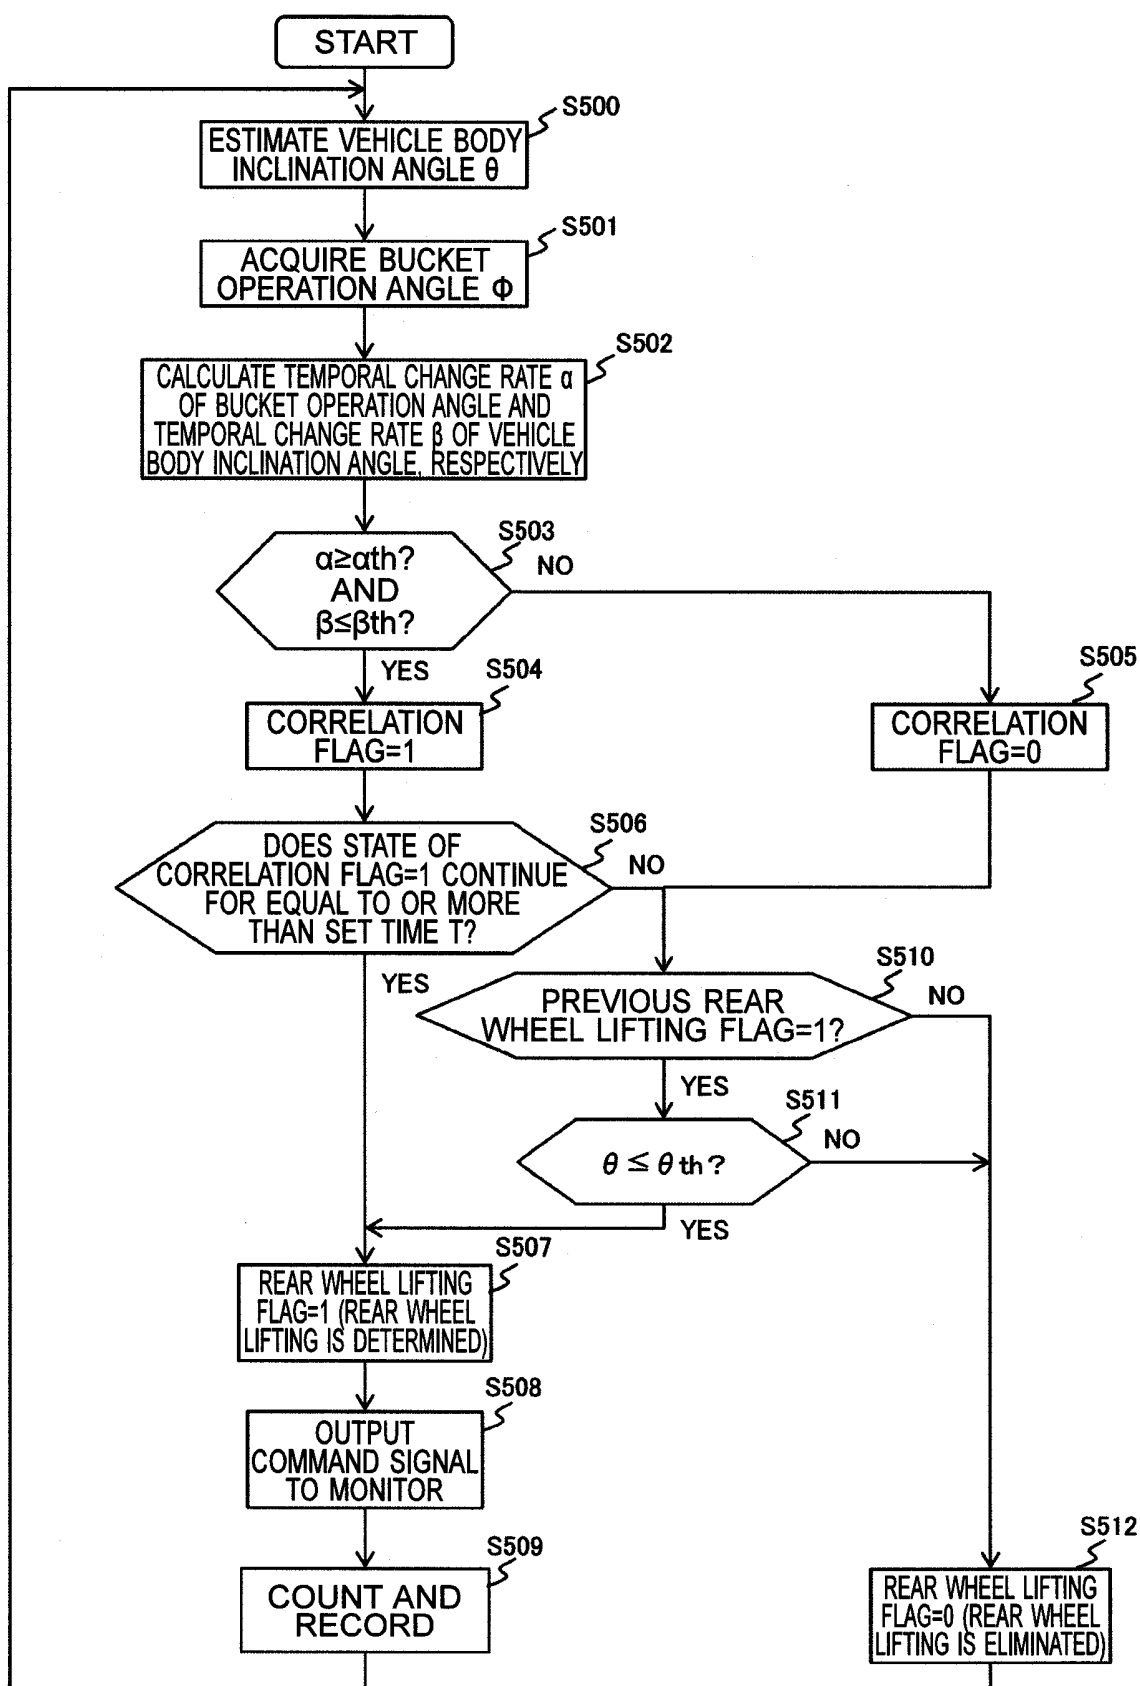 START
S500
ESTIMATE VEHICLE BODY
INCLINATION ANGLE θ
S501
ACQUIRE BUCKET
OPERATION ANGLE Φ
S502
CALCULATE TEMPORAL CHANGE RATE α
OF BUCKET OPERATION ANGLE AND
TEMPORAL CHANGE RATE β OF VEHICLE
BODY INCLINATION ANGLE, RESPECTIVELY
S503
α≥αth?
AND
β≤βth?
NO
YES
S504
CORRELATION
FLAG=1
S505
CORRELATION
FLAG=0
S506
DOES STATE OF
CORRELATION FLAG=1 CONTINUE
FOR EQUAL TO OR MORE
THAN SET TIME T?
NO
YES
S510
PREVIOUS REAR
WHEEL LIFTING FLAG=1?
NO
YES
S511
θ ≤ θ th?
NO
YES
S507
REAR WHEEL LIFTING
FLAG=1 (REAR WHEEL
LIFTING IS DETERMINED)
S508
OUTPUT
COMMAND SIGNAL
TO MONITOR
S509
COUNT AND
RECORD
S512
REAR WHEEL LIFTING
FLAG=0 (REAR WHEEL
LIFTING IS ELIMINATED)